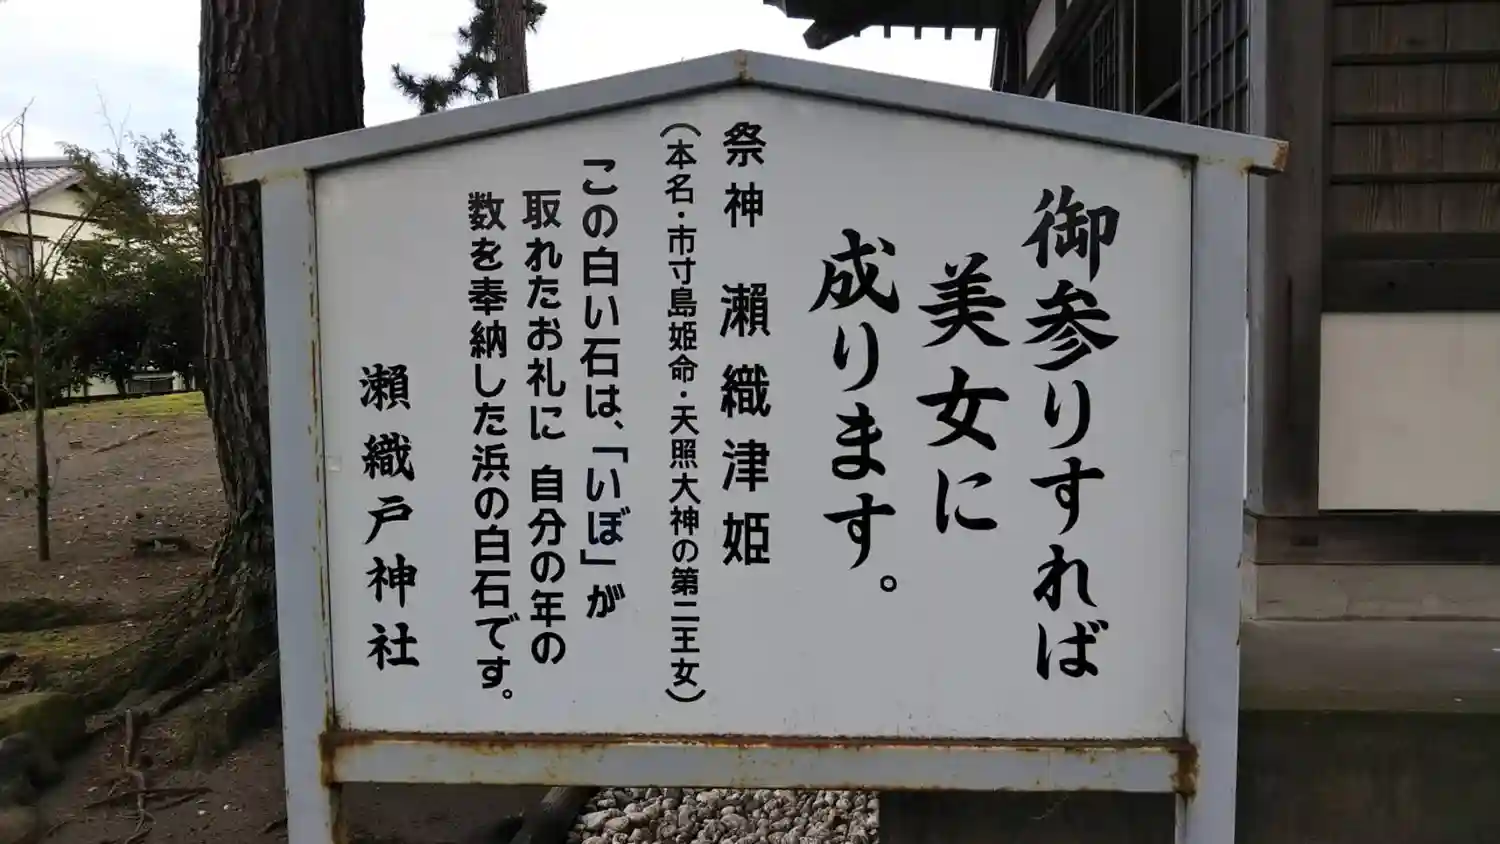 御参りすれば
美女に
成ります。
祭神 瀬織津姫
（本名・市寸島姫命・天照大神の第二王女）
この白い石は、「いぼ」が
取れたお礼に 自分の年の
数を奉納した浜の白石です。
瀬織戸神社